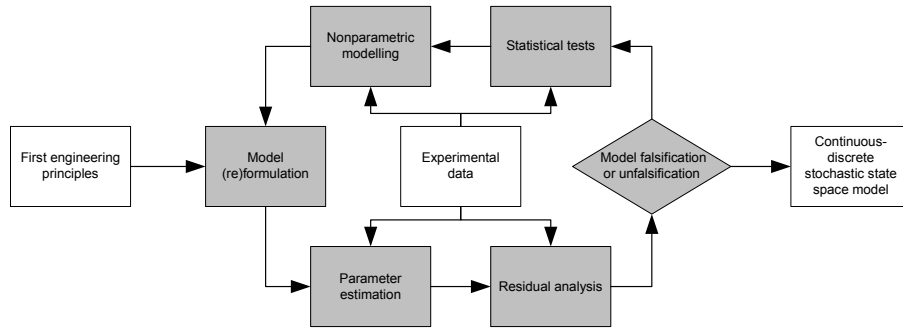 Nonparametric
modelling
Statistical tests
First engineering
principles
Model
(re)formulation
Experimental
data
Model falsification
or unfalsification
Continuous-
discrete
stochastic state
space model
Parameter
estimation
Residual analysis